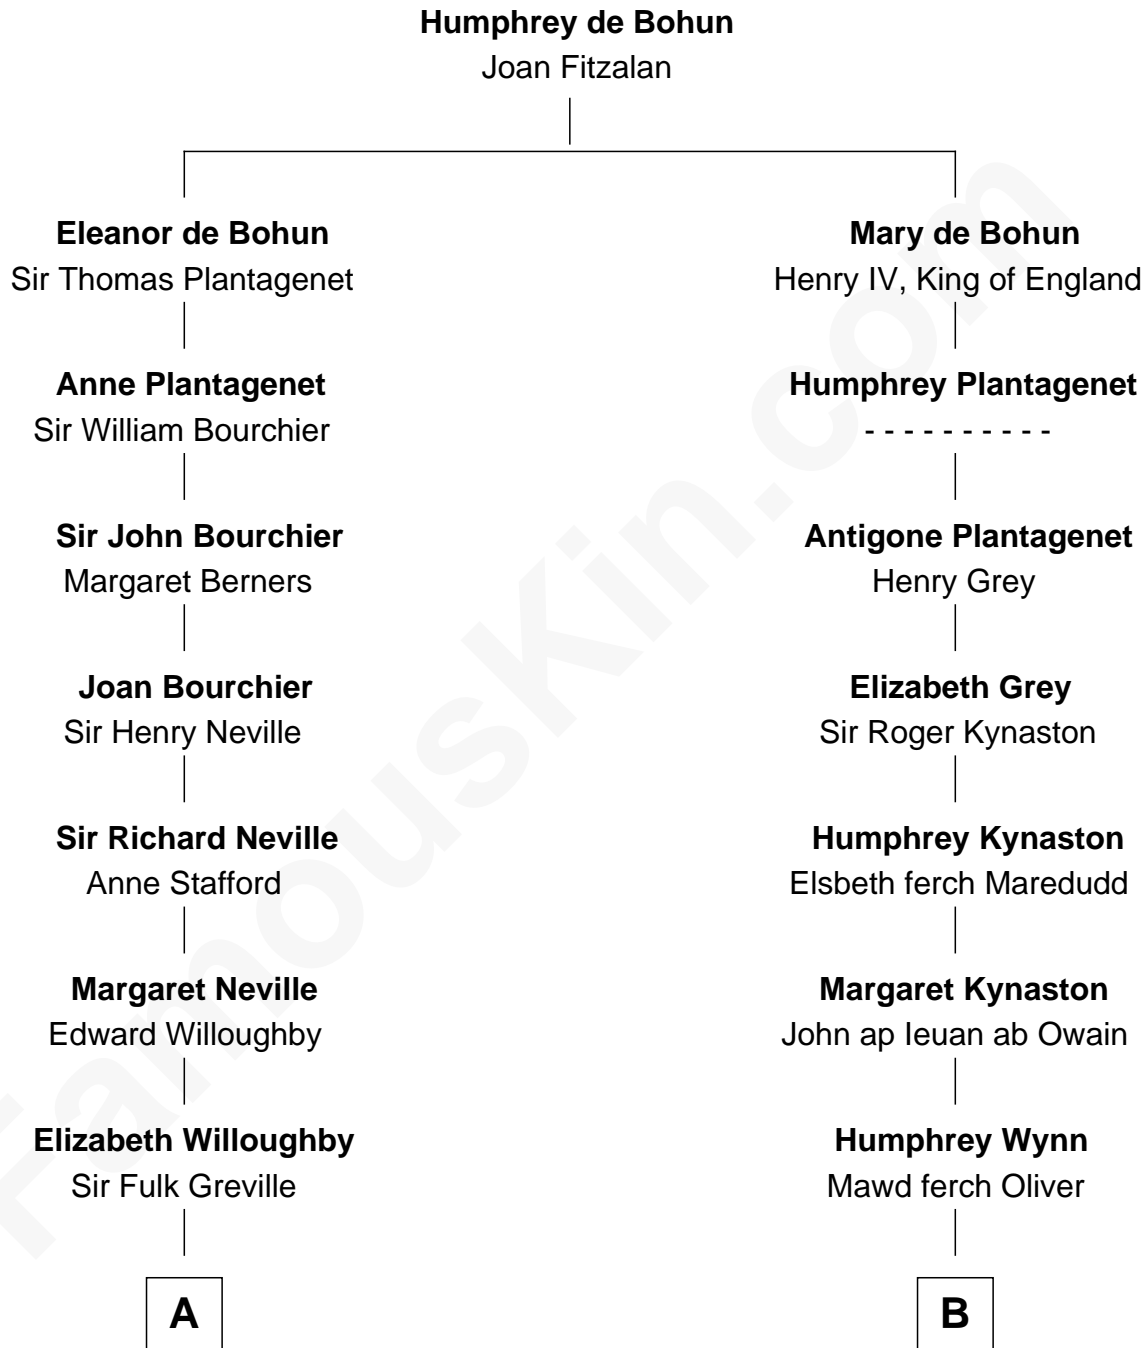 Humphrey de Bohun
Joan Fitzalan
Eleanor de Bohun
Sir Thomas Plantagenet
Mary de Bohun
Henry IV, King of England
Anne Plantagenet
Sir William Bourchier
Humphrey Plantagenet
- - - - - - - - - -
Sir John Bourchier
Margaret Berners
Antigone Plantagenet
Henry Grey
Joan Bourchier
Sir Henry Neville
Elizabeth Grey
Sir Roger Kynaston
Sir Richard Neville
Anne Stafford
Humphrey Kynaston
Elsbeth ferch Maredudd
Margaret Neville
Edward Willoughby
Margaret Kynaston
John ap Ieuan ab Owain
Elizabeth Willoughby
Sir Fulk Greville
Humphrey Wynn
Mawd ferch Oliver
A
B
FamousKin.com